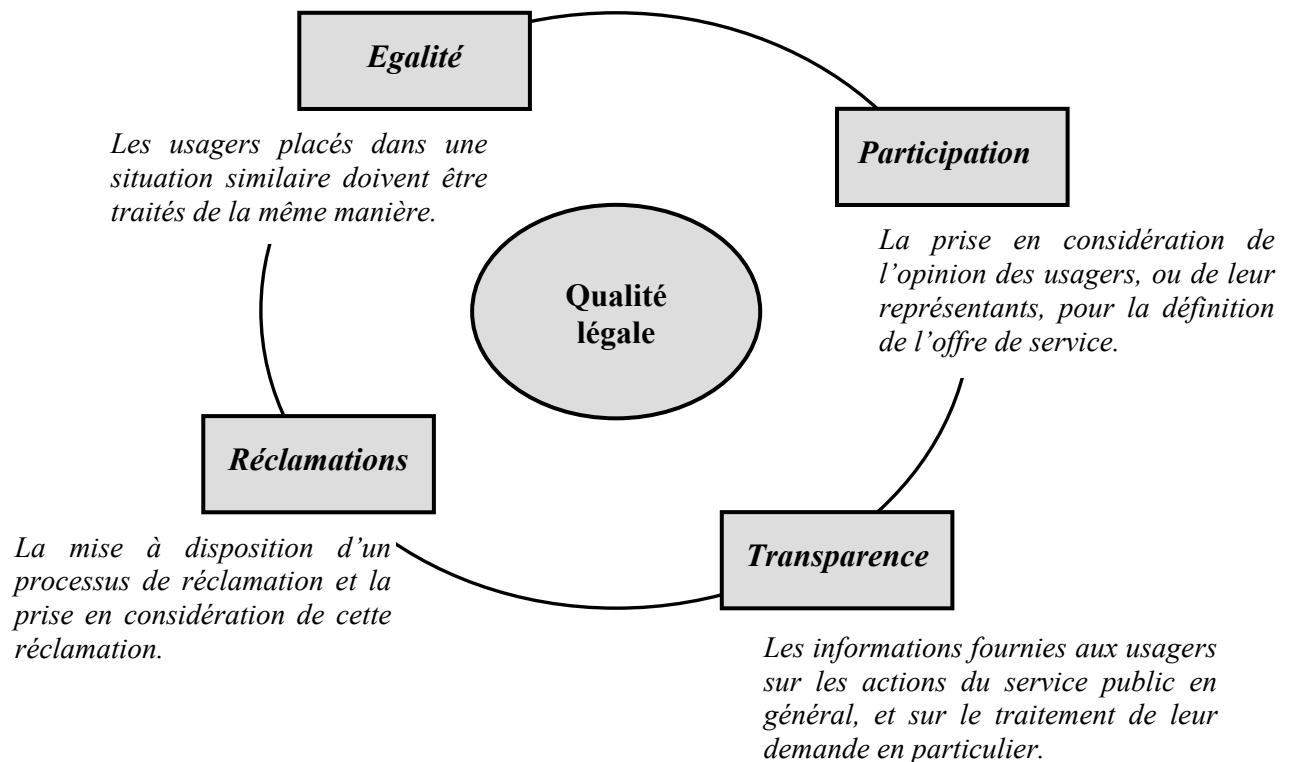 Egalité
Les usagers placés dans une
situation similaire doivent être
traités de la même manière.
Participation
La prise en considération de
l’opinion des usagers, ou de leur
représentants, pour la définition
de l’offre de service.
Qualité
légale
Réclamations
La mise à disposition d’un
processus de réclamation et la
prise en considération de cette
réclamation.
Transparence
Les informations fournies aux usagers
sur les actions du service public en
général, et sur le traitement de leur
demande en particulier.